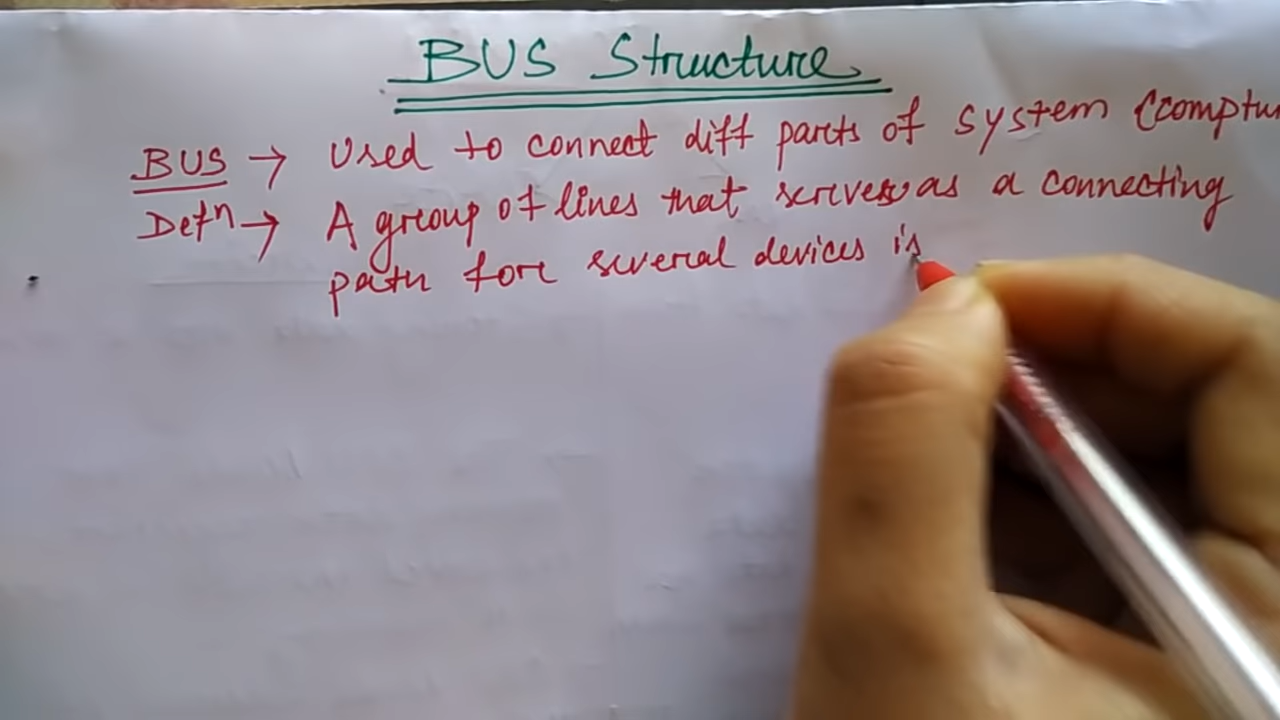 BUS Structure
BUS → Used to connect diff parts of system (comptu
Defn → A group of lines that serves as a connecting
path for several devices is